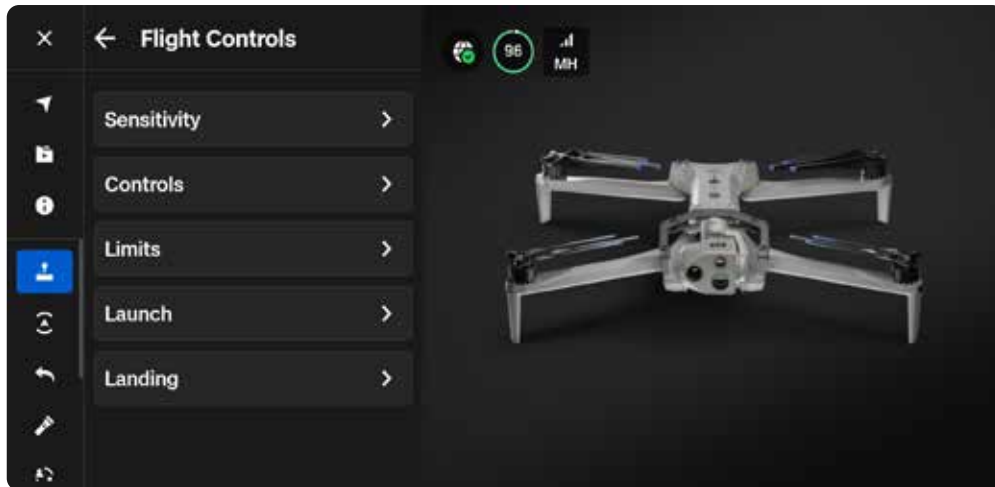 Flight Controls
96
MH
Sensitivity
Controls
Limits
Launch
Landing